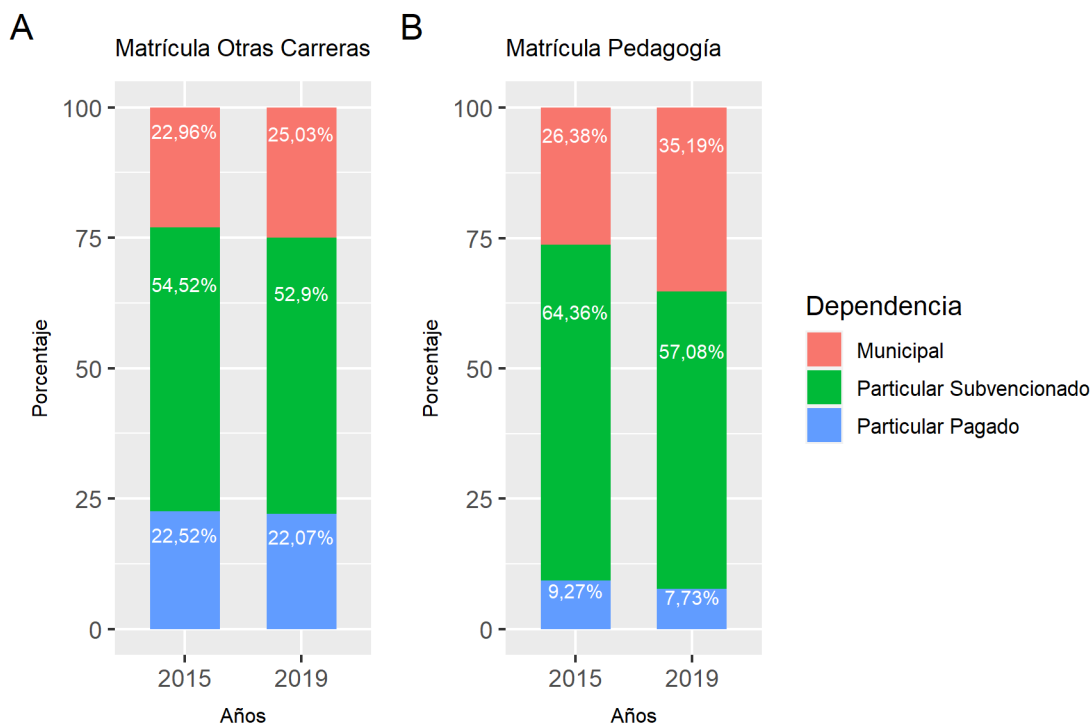 A
Matrícula Otras Carreras
100
75
50
25
0
Porcentaje
22,96%
25,03%
54,52%
52,9%
22,52%
22,07%
2015
2019
Años
B
Matrícula Pedagogía
100
75
50
25
0
Porcentaje
26,38%
35,19%
64,36%
57,08%
9,27%
7,73%
2015
2019
Años
Dependencia
Municipal
Particular Subvencionado
Particular Pagado